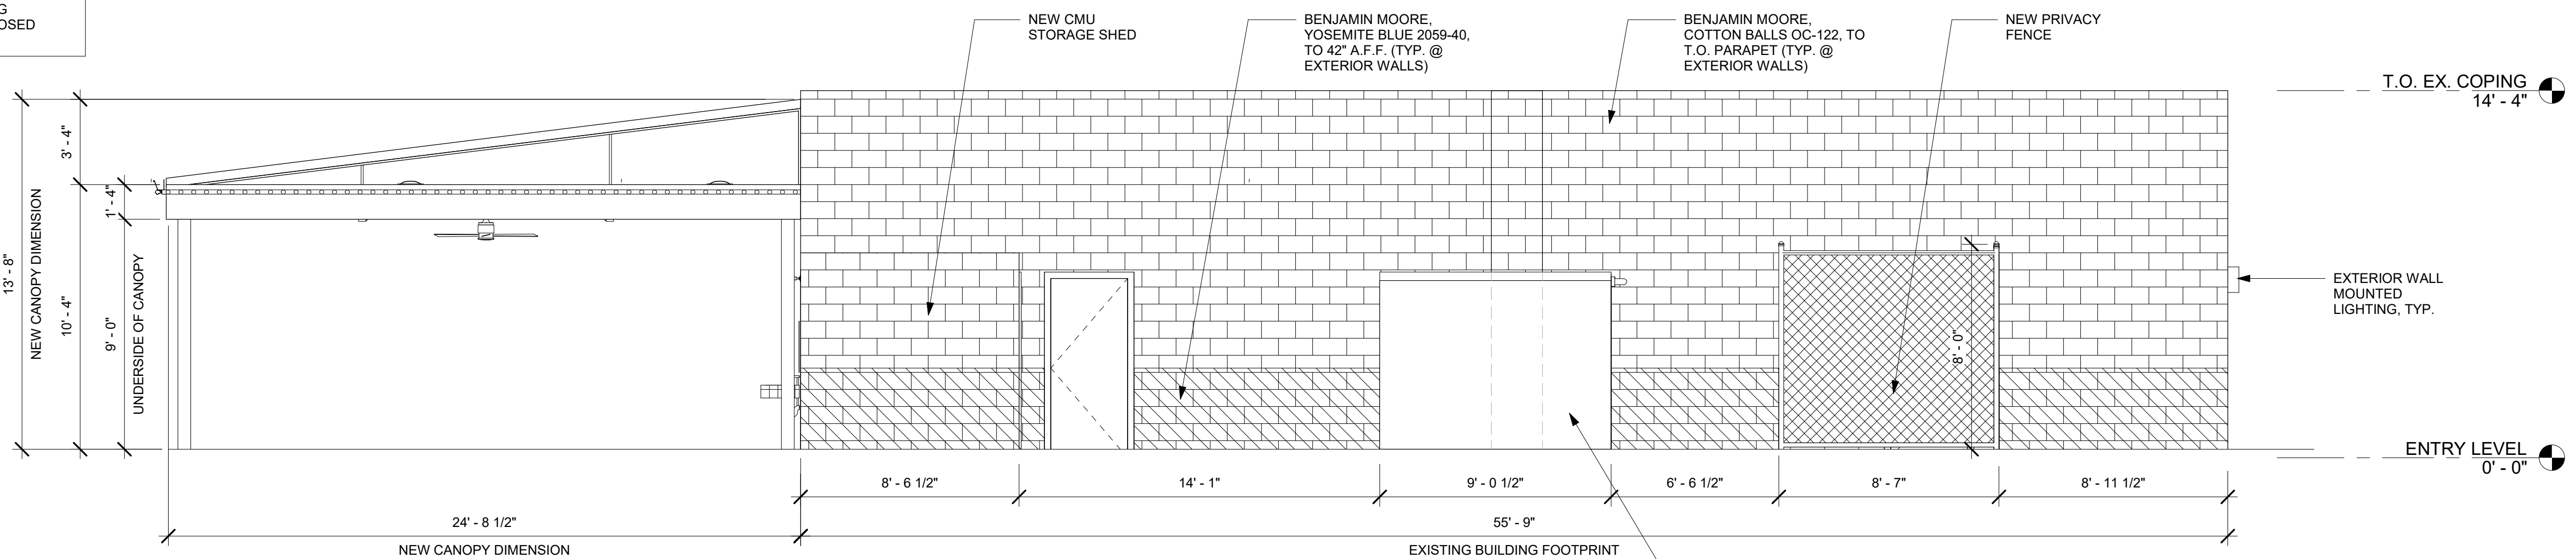 G
OSED
NEW CMU
STORAGE SHED
BENJAMIN MOORE,
YOSEMITE BLUE 2059-40,
TO 42" A.F.F. (TYP. @
EXTERIOR WALLS)
BENJAMIN MOORE,
COTTON BALLS OC-122, TO
T.O. PARAPET (TYP. @
EXTERIOR WALLS)
NEW PRIVACY
FENCE
T.O. EX. COPING
14' - 4"
13' - 8"
NEW CANOPY DIMENSION
3' - 4"
10' - 4"
1' - 4"
9' - 0"
UNDERSIDE OF CANOPY
8' - 0"
EXTERIOR WALL
MOUNTED
LIGHTING, TYP.
ENTRY LEVEL
0' - 0"
8' - 6 1/2"
14' - 1"
9' - 0 1/2"
6' - 6 1/2"
8' - 7"
8' - 11 1/2"
24' - 8 1/2"
NEW CANOPY DIMENSION
55' - 9"
EXISTING BUILDING FOOTPRINT